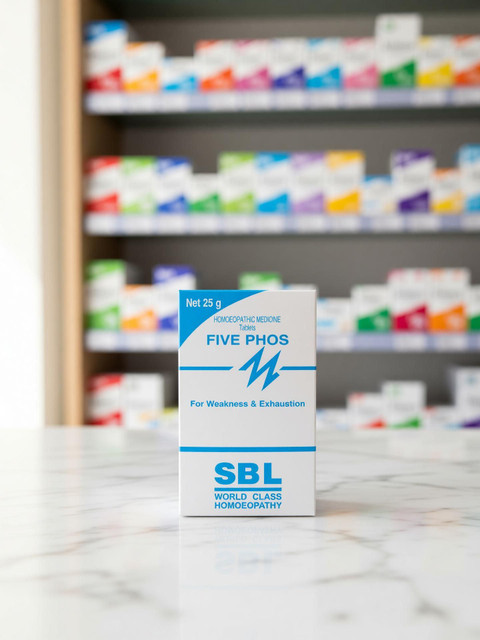 Net 25 g
HOMOEOPATHIC MEDICINE
Tablets
FIVE PHOS
For Weakness & Exhaustion
SBL
WORLD CLASS
HOMOEOPATHY